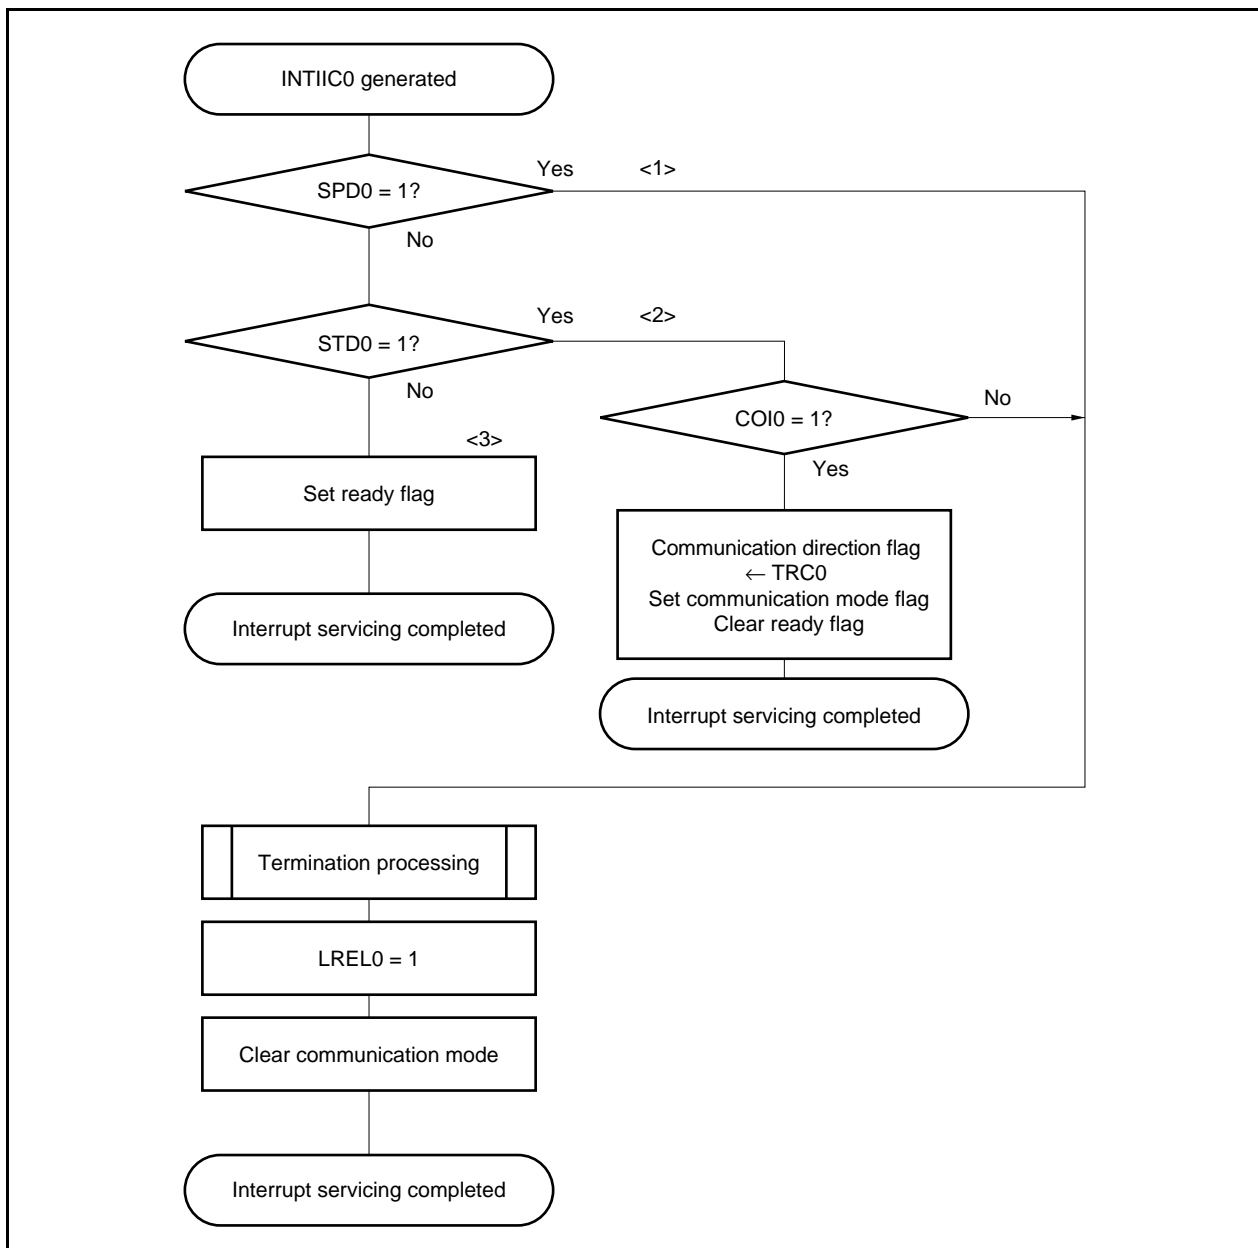 INTIIC0 generated
Yes
<1>
SPD0 = 1?
No
Yes
<2>
STD0 = 1?
No
COI0 = 1?
No
Yes
<3>
Set ready flag
Communication direction flag
← TRC0
Set communication mode flag
Clear ready flag
Interrupt servicing completed
Interrupt servicing completed
Termination processing
LREL0 = 1
Clear communication mode
Interrupt servicing completed